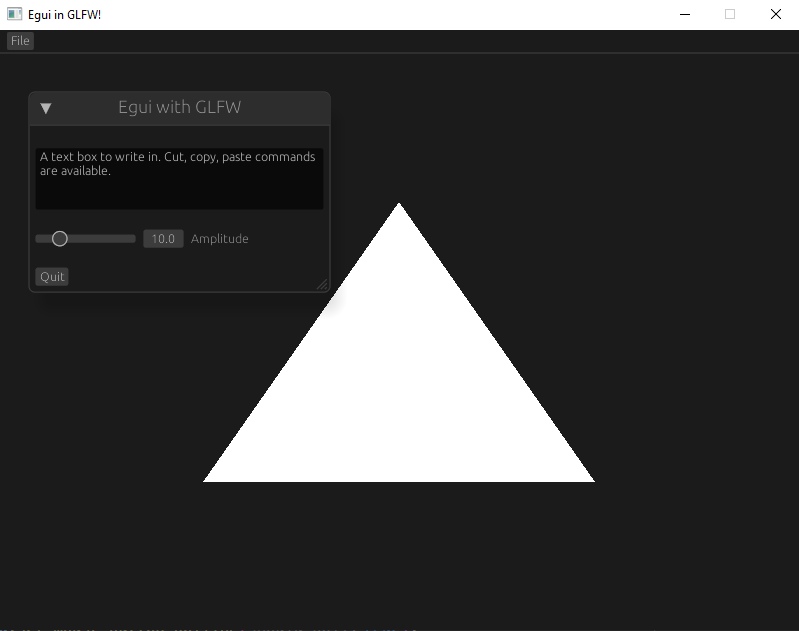 Egui in GLFW!
File
Egui with GLFW
A text box to write in. Cut, copy, paste commands
are available.
10.0 Amplitude
Quit